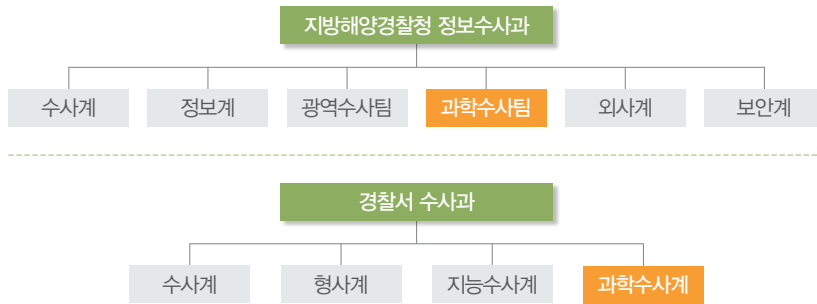 지방해양경찰청 정보수사과
수사계 정보계 광역수사팀 과학수사팀 외사계 보안계
경찰서 수사과
수사계 형사계 지능수사계 과학수사계